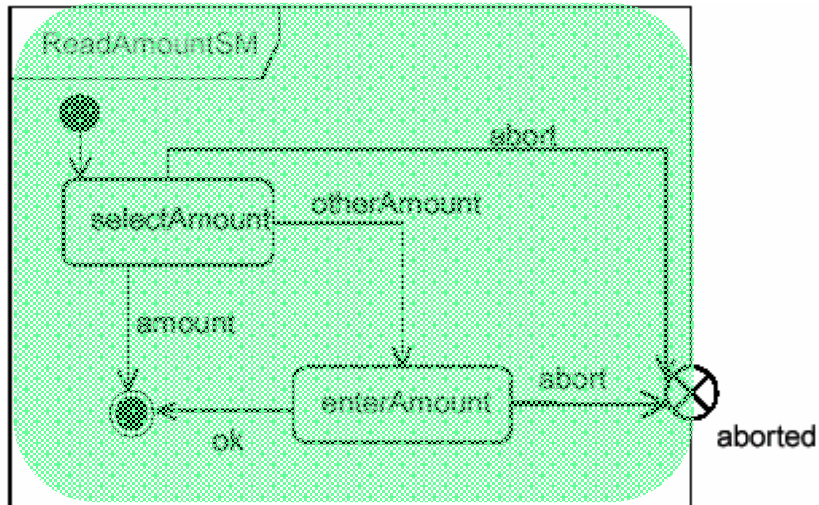 ReadAmountSM
abort
otherAmount
selectAmount
amount
abort
enterAmount
ok
aborted